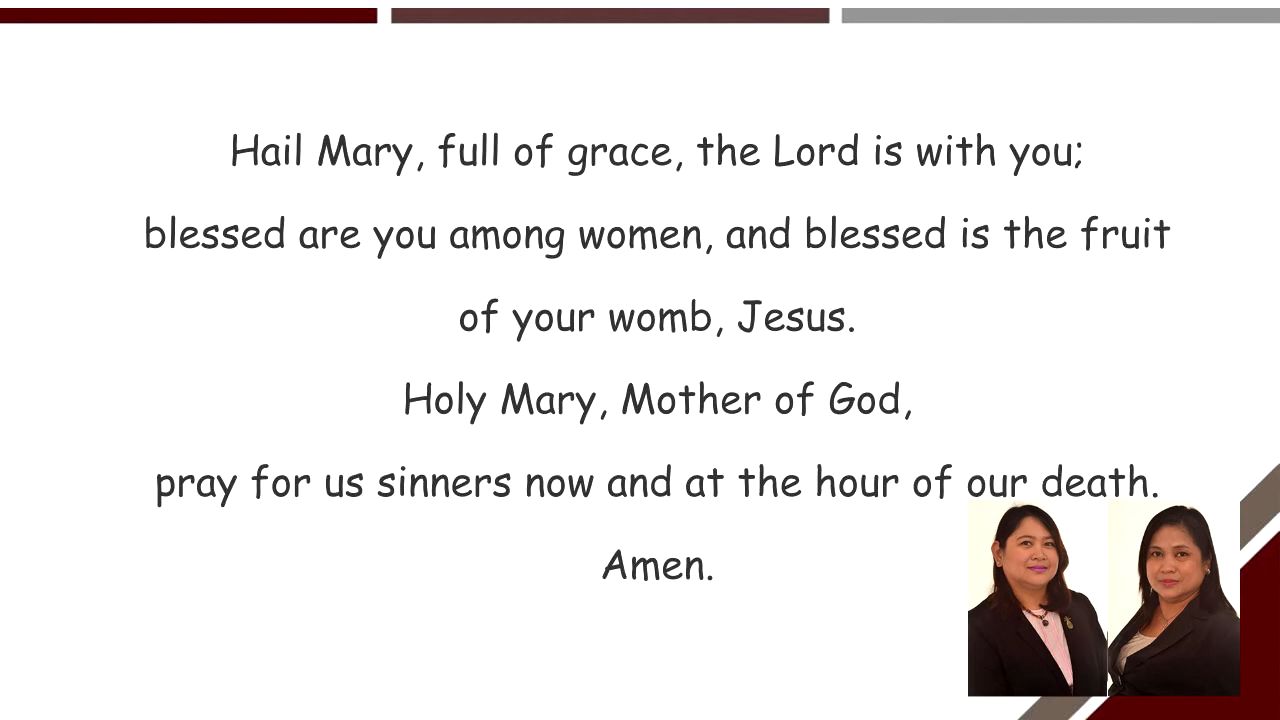 Hail Mary, full of grace, the Lord is with you;
blessed are you among women, and blessed is the fruit
of your womb, Jesus.
Holy Mary, Mother of God,
pray for us sinners now and at the hour of our death.
Amen.